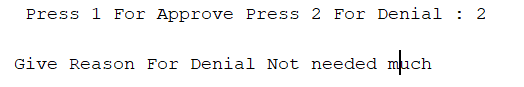 Press 1 For Approve Press 2 For Denial : 2
Give Reason For Denial Not needed much